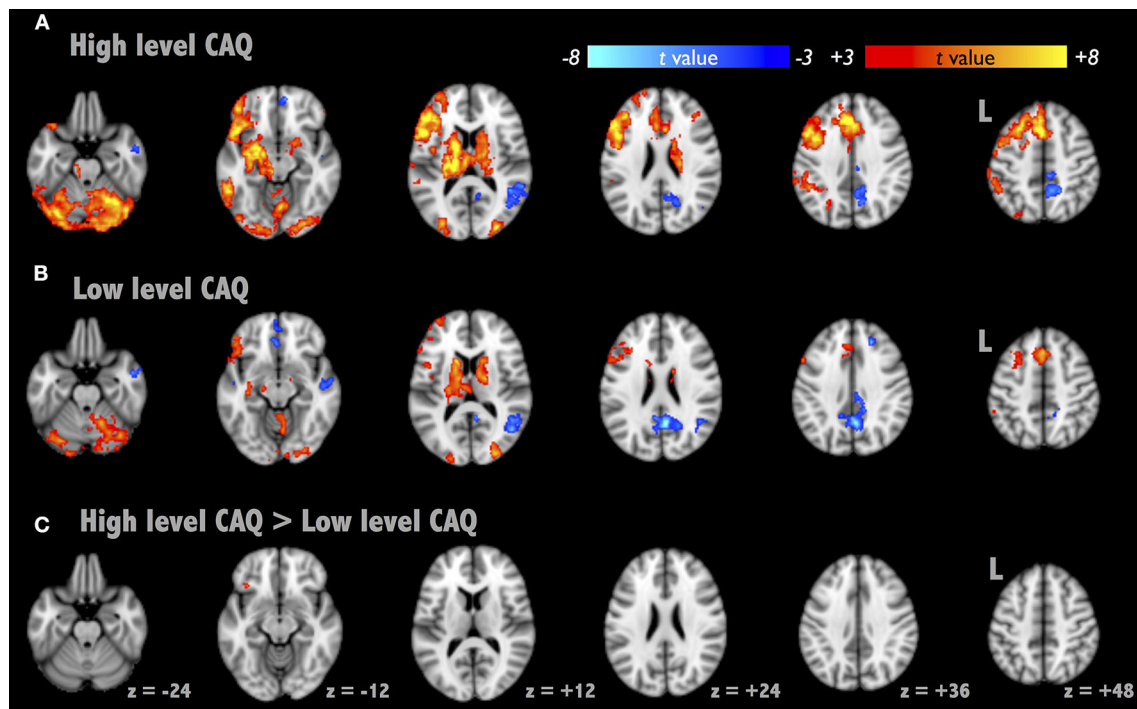 A
High level CAQ
-8 t value -3 +3 t value +8
L
B
Low level CAQ
L
C
High level CAQ > Low level CAQ
L
z = -24 z = -12 z = +12 z = +24 z = +36 z = +48